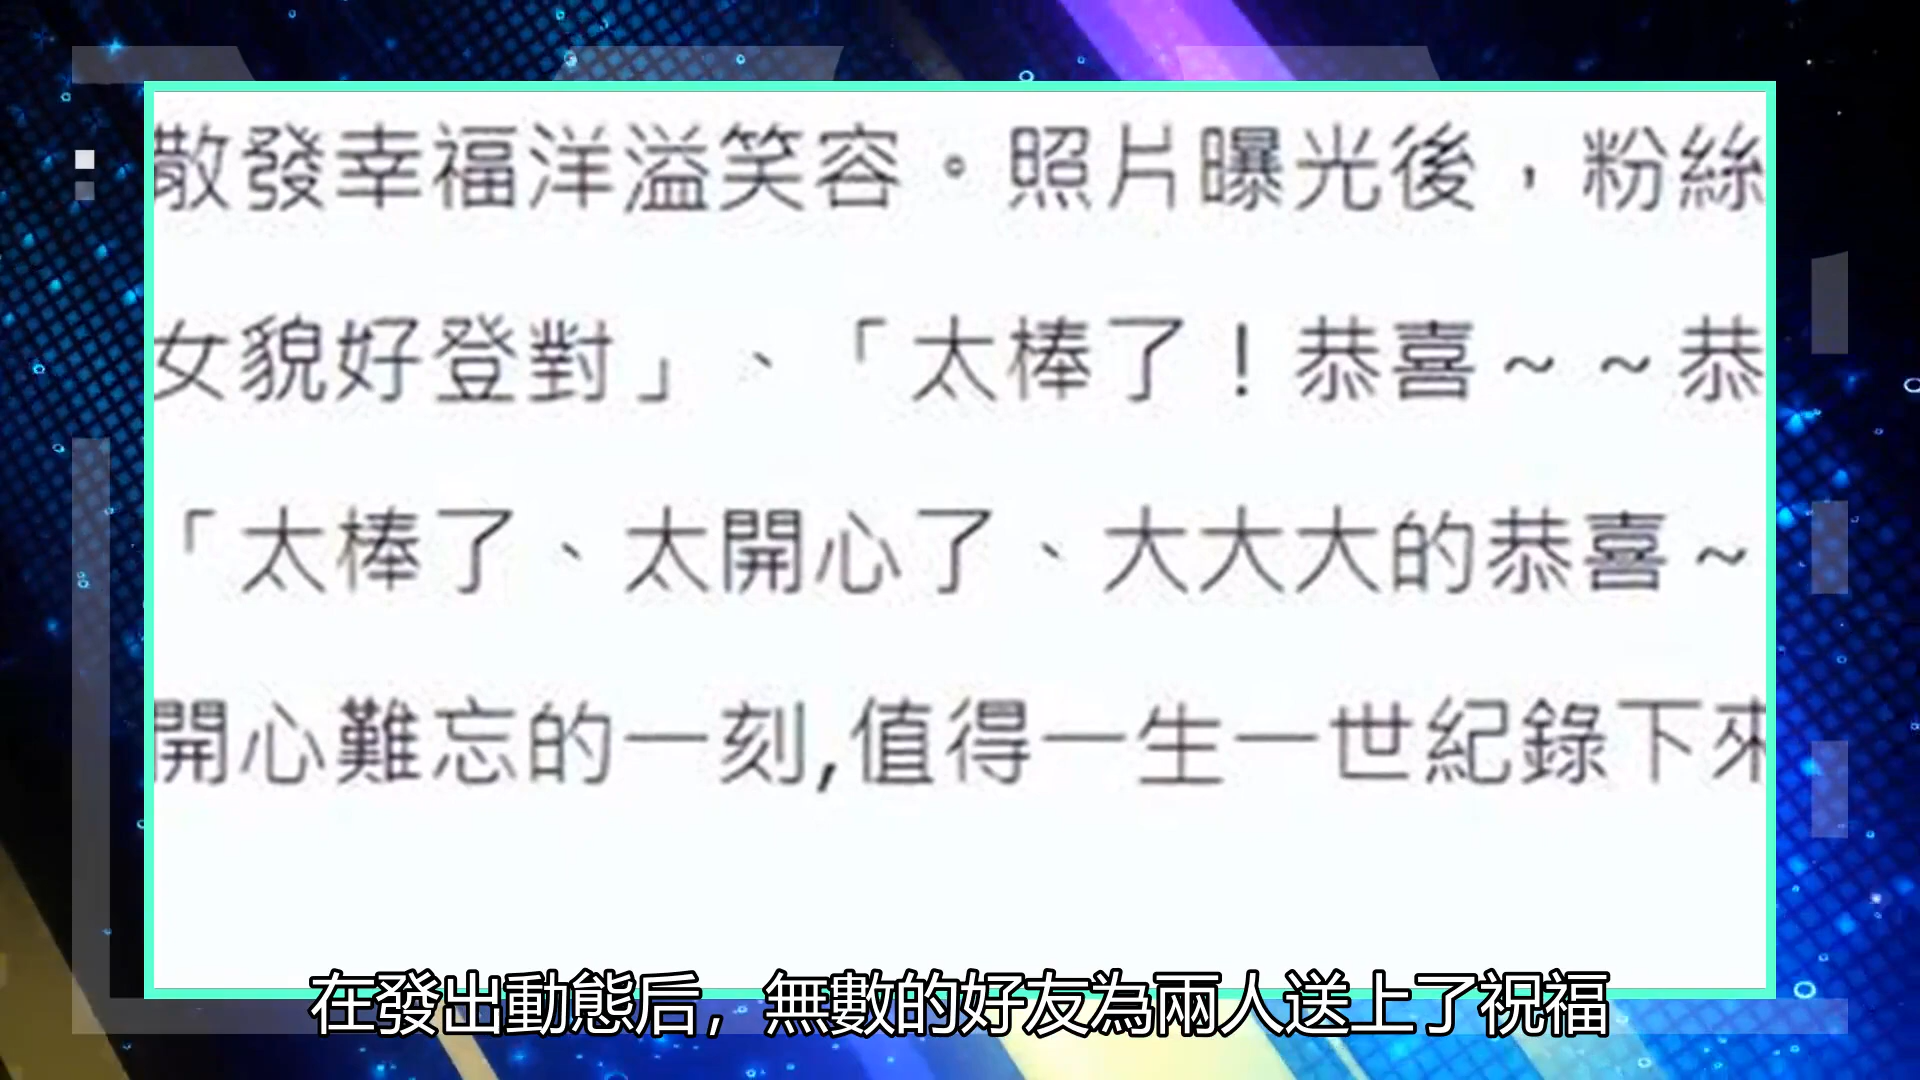 散發幸福洋溢笑容。照片曝光後，粉絲
女貌好登對」、「太棒了！恭喜～～恭
「太棒了、太開心了、大大大的恭喜～
開心難忘的一刻,值得一生一世紀錄下來
在發出動態后，無數的好友為兩人送上了祝福